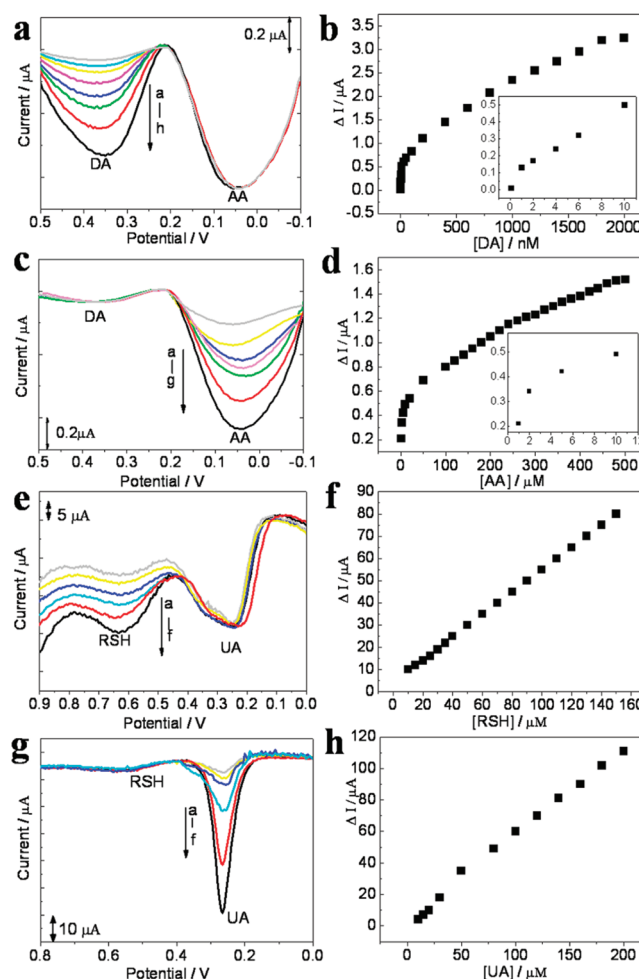 a
0.2 μA
Current / μA
a
h
DA
AA
0.5 0.4 0.3 0.2 0.1 0.0 -0.1
Potential / V
b
Δ I / μA
3.5
3.0
2.5
2.0
1.5
1.0
0.5
0.0
-0.5
0.5
0.4
0.3
0.2
0.1
0.0
0 2 4 6 8 10
0 500 1000 1500 2000
[DA] / nM
c
Current / μA
DA
a
g
AA
0.2μA
0.5 0.4 0.3 0.2 0.1 0.0 -0.1
Potential / V
d
Δ I / μA
1.6
1.4
1.2
1.0
0.8
0.6
0.4
0.2
0.0
0.5
0.4
0.3
0.2
0 2 4 6 8 10 12
0 100 200 300 400 500
[AA] / μM
e
5 μA
Current / μA
a
f
RSH
UA
0.9 0.8 0.7 0.6 0.5 0.4 0.3 0.2 0.1 0.0
Potential / V
f
Δ I / μA
90
80
70
60
50
40
30
20
10
0
0 20 40 60 80 100 120 140 160
[RSH] / μM
g
Current / μA
RSH
a
f
UA
10 μA
0.8 0.6 0.4 0.2 0.0
Potential / V
h
Δ I / μA
120
100
80
60
40
20
0
0 50 100 150 200
[UA] / μM